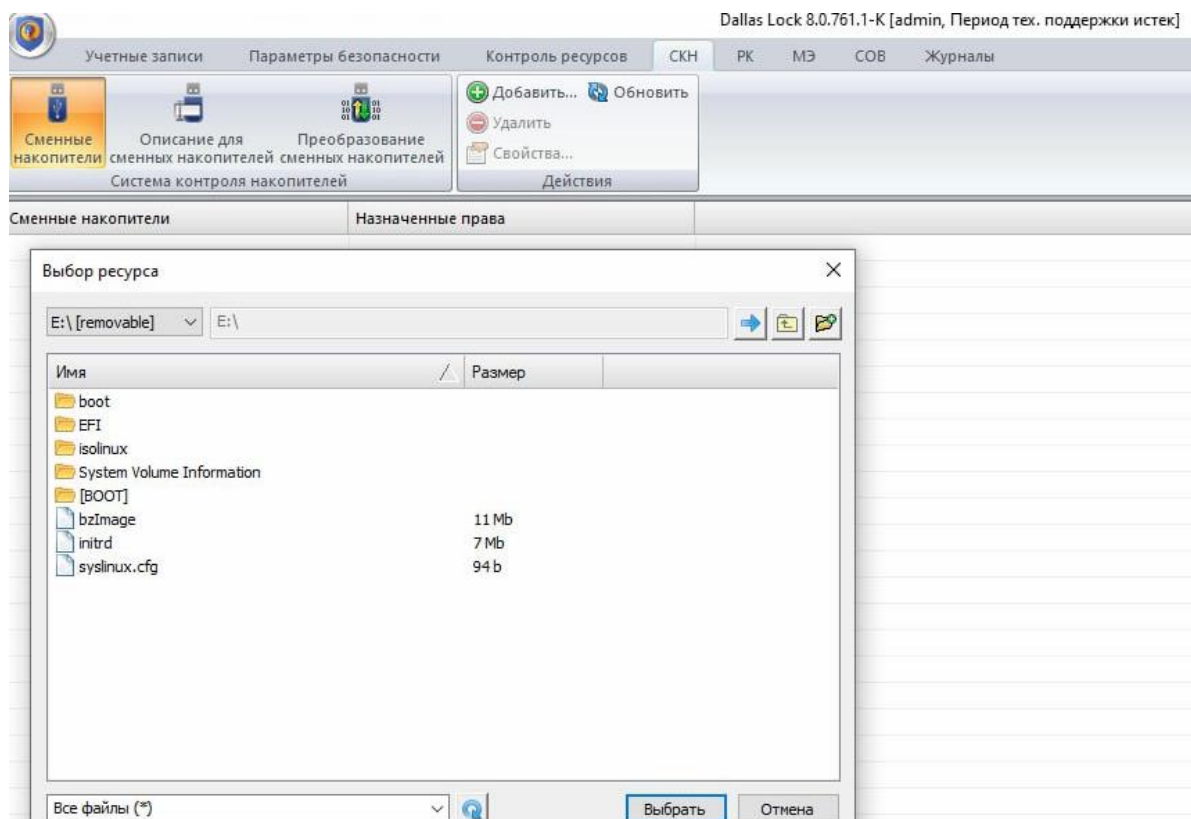 Dallas Lock 8.0.761.1-K [admin, Период тех. поддержки истек]
Учетные записи Параметры безопасности Контроль ресурсов СКН РК МЭ СОВ Журналы
Сменные накопители
Описание для сменных накопителей
Преобразование сменных накопителей
Система контроля накопителей
Добавить... Обновить
Удалить
Свойства...
Действия
Сменные накопители Назначенные права
Выбор ресурса
E:\ [removable] E:\
Имя Размер
boot
EFI
isolinux
System Volume Information
[BOOT]
bzImage 11 Mb
initrd 7 Mb
syslinux.cfg 94 b
Все файлы (*) Выбрать Отмена